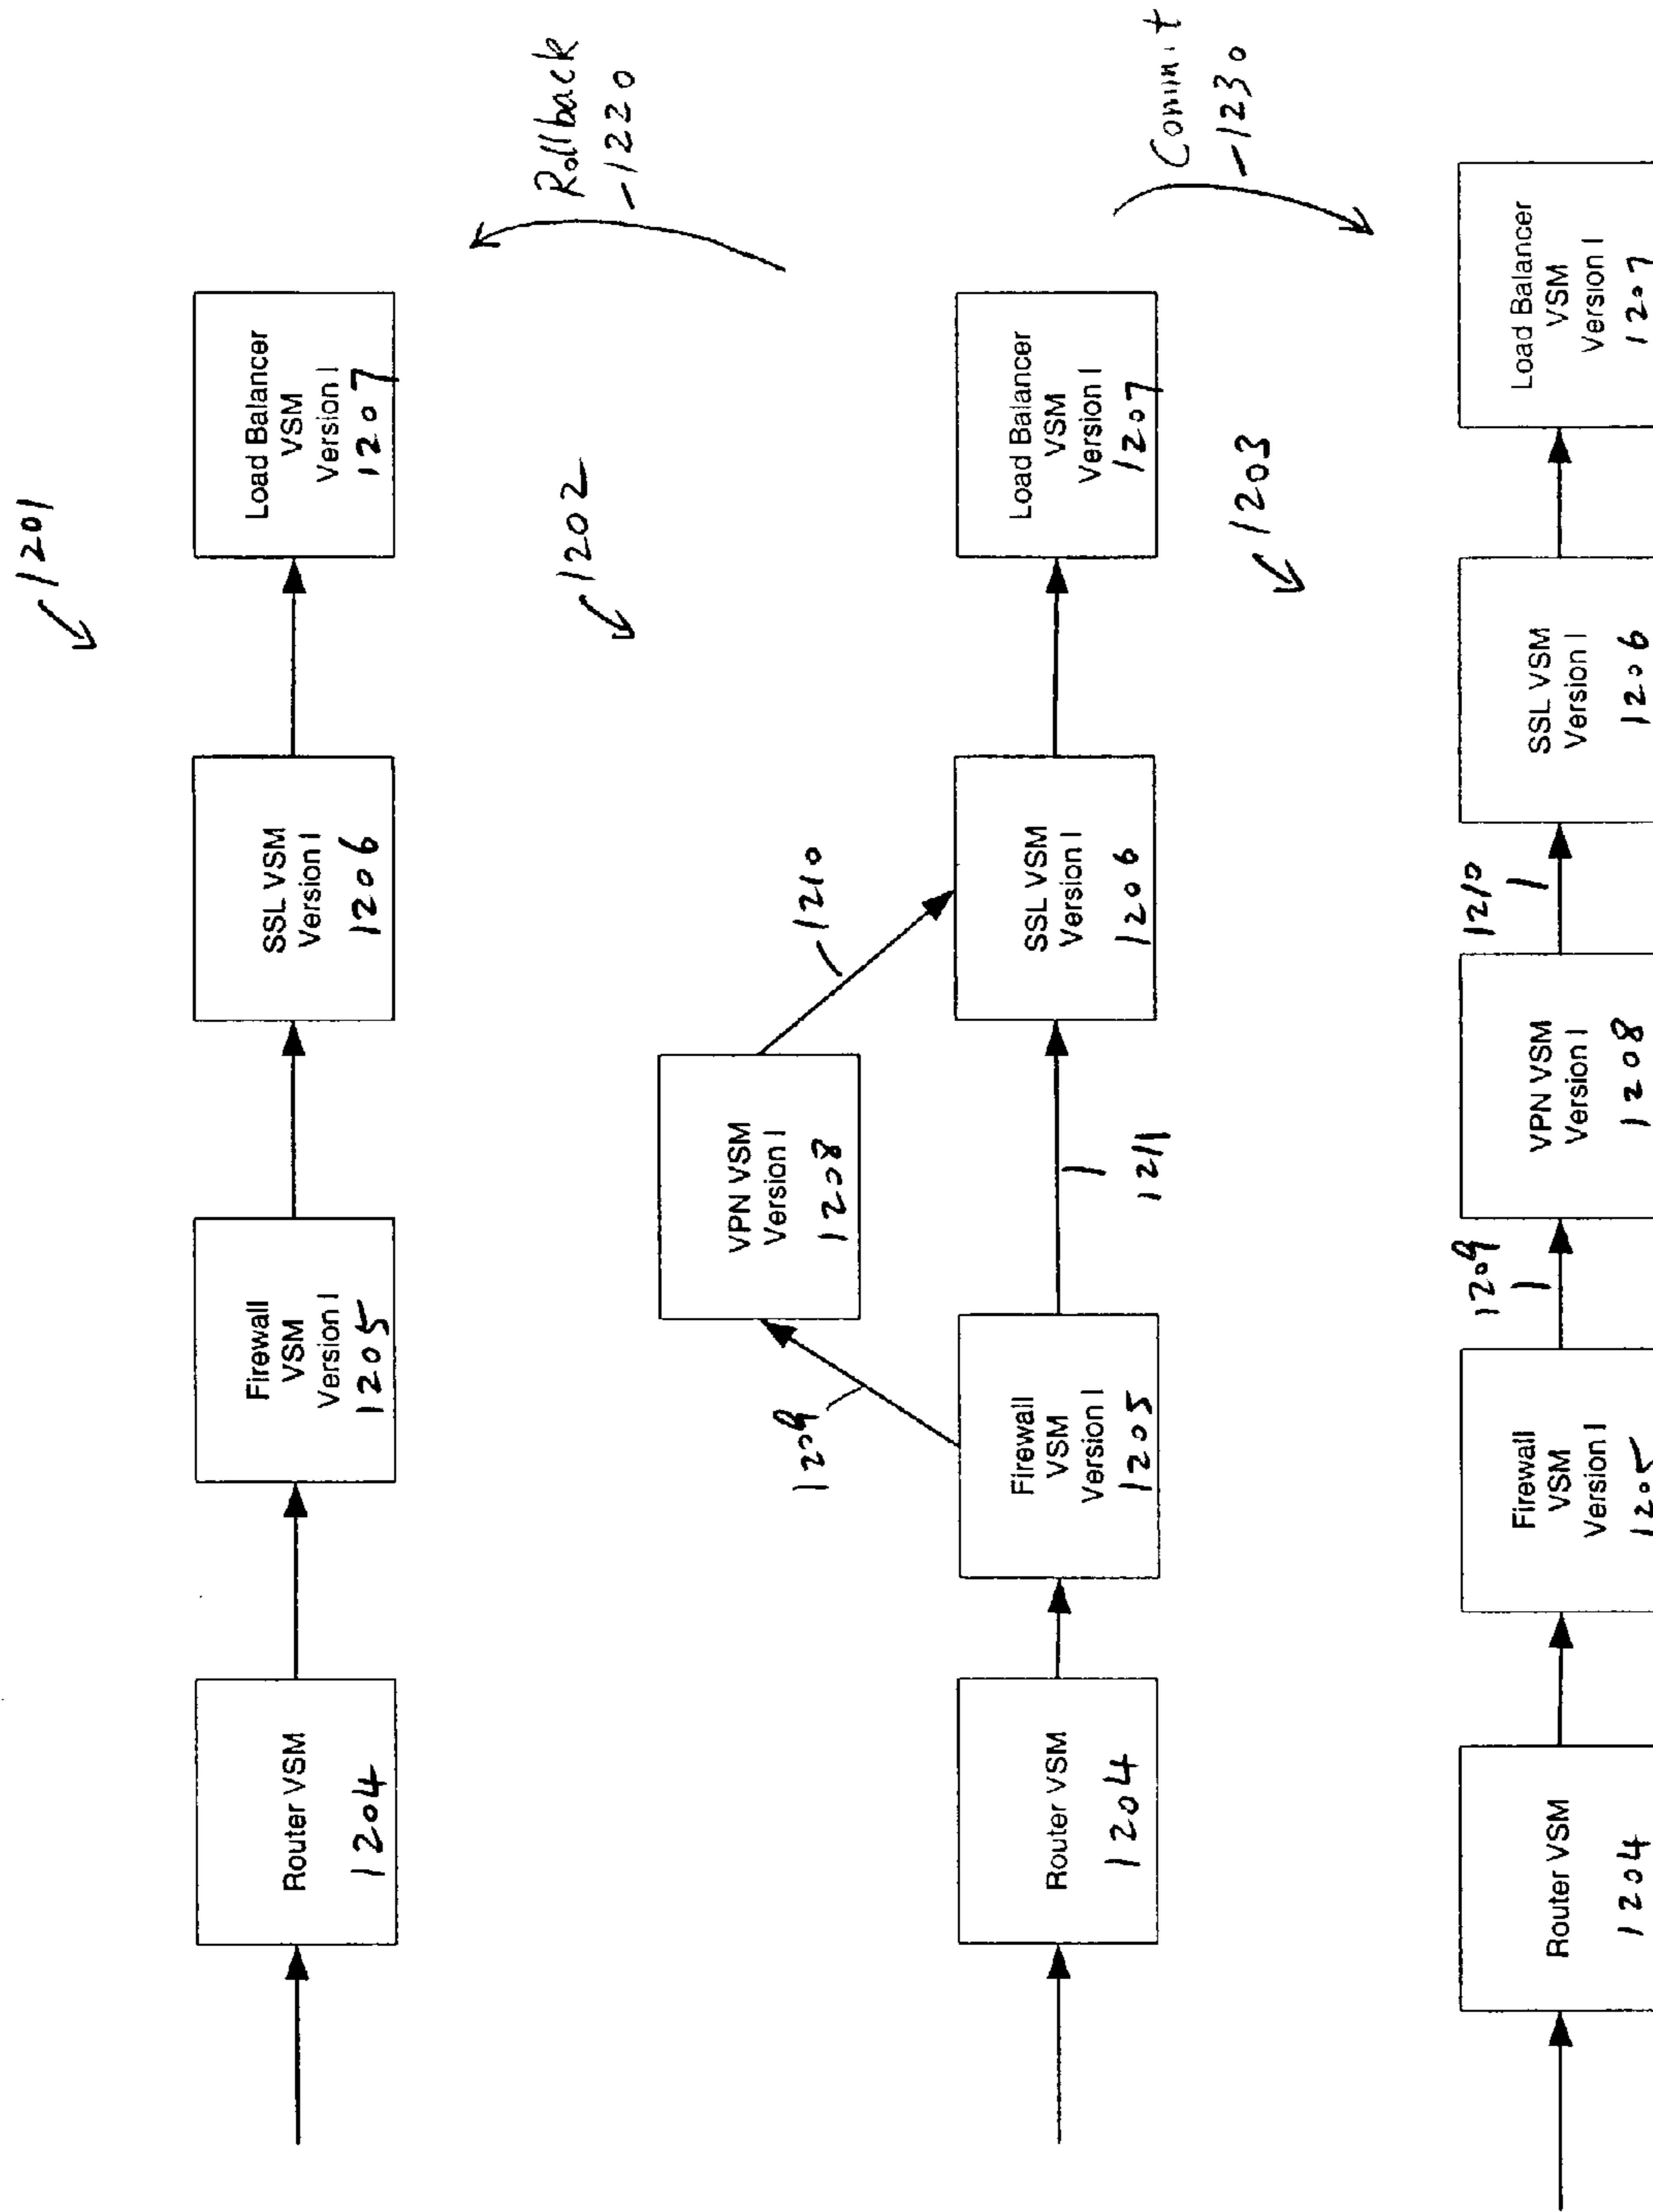 1201
Router VSM
1204
Firewall
VSM
Version I
1205
SSL VSM
Version I
1206
Load Balancer
VSM
Version I
1207
Rollback
-1220
1202
Router VSM
1204
Firewall
VSM
Version I
1205
1209
VPN VSM
Version I
1208
1210
1211
SSL VSM
Version I
1206
Load Balancer
VSM
Version I
1207
Commit
-1230
1203
Router VSM
1204
Firewall
VSM
Version I
1205
1209
VPN VSM
Version I
1208
1210
SSL VSM
Version I
1206
Load Balancer
VSM
Version I
1207